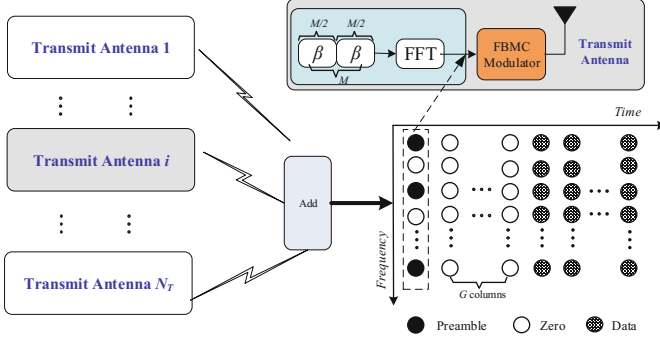 Transmit Antenna 1
Transmit Antenna i
Transmit Antenna N_T
Add
M/2 M/2
β β
M
FFT
FBMC
Modulator
Transmit
Antenna
Time
Frequency
G columns
Preamble
Zero
Data